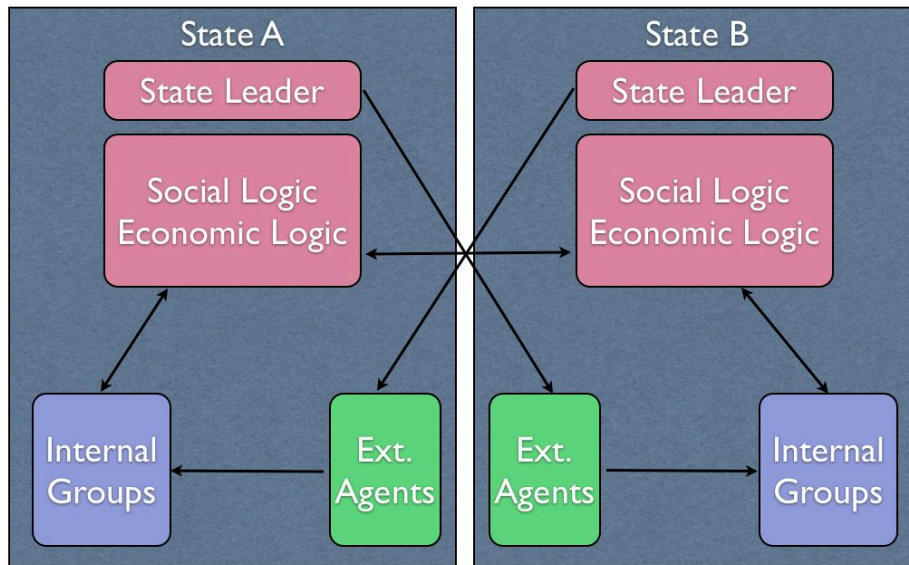 State A
State Leader
Social Logic
Economic Logic
Internal
Groups
Ext.
Agents
State B
State Leader
Social Logic
Economic Logic
Ext.
Agents
Internal
Groups